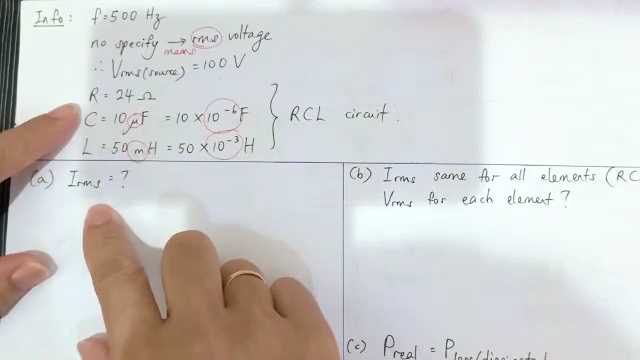 Info: f=500 Hz
no specify → rms voltage
means
∴ Vrms(source) = 100 V
R = 24 Ω
C = 10 μF = 10 × 10⁻⁶ F
L = 50 mH = 50 × 10⁻³ H
RCL circuit.
(a) Irms = ?
(b) Irms same for all elements (RC
Vrms for each element?
(c) Preal =